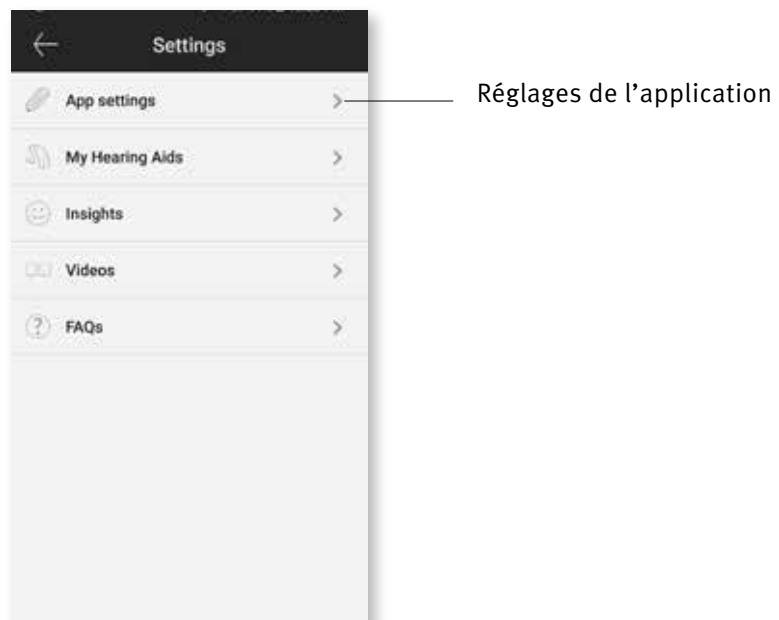 Settings
App settings
Réglages de l'application
My Hearing Aids
Insights
Videos
FAQs